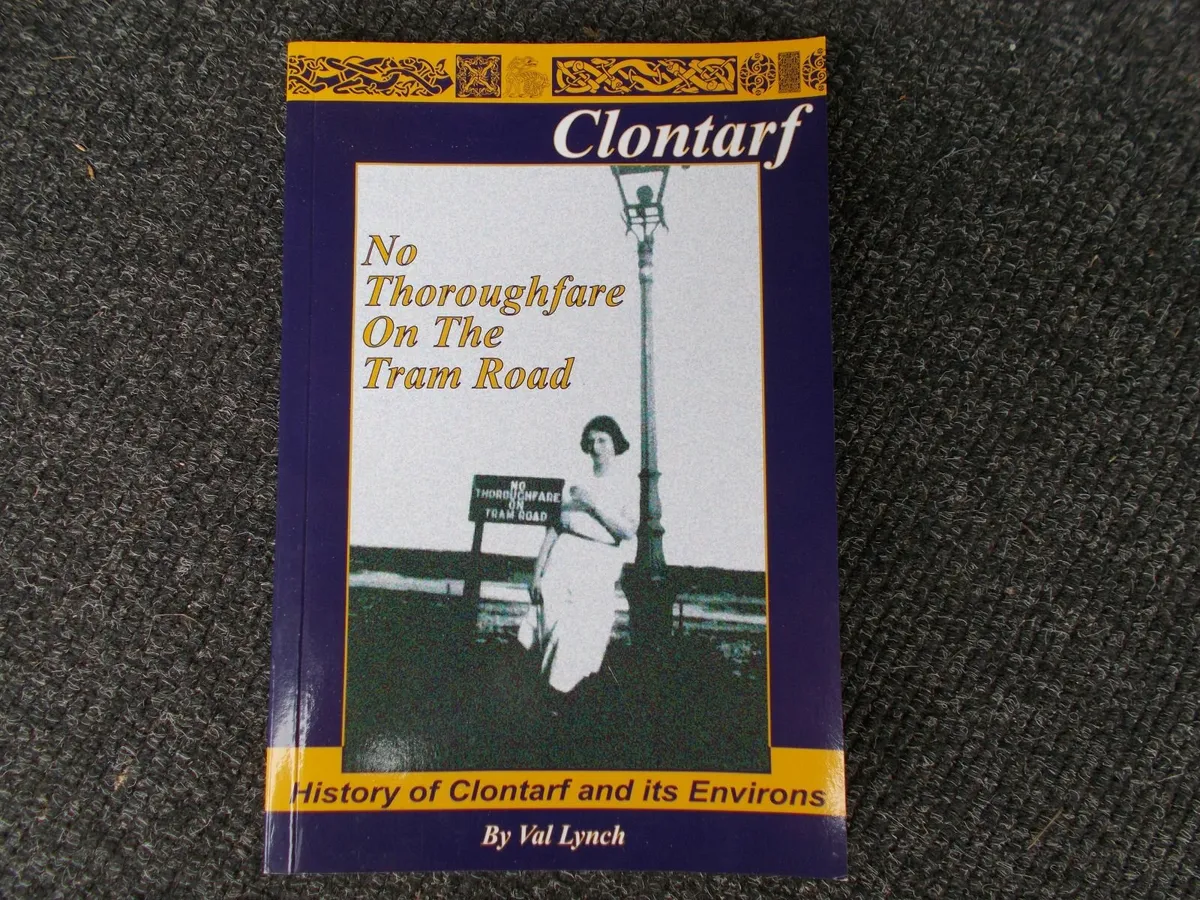 Clontarf
No
Thoroughfare
On The
Tram Road
NO
THOROUGHFARE
ON
TRAM ROAD
History of Clontarf and its Environs
By Val Lynch